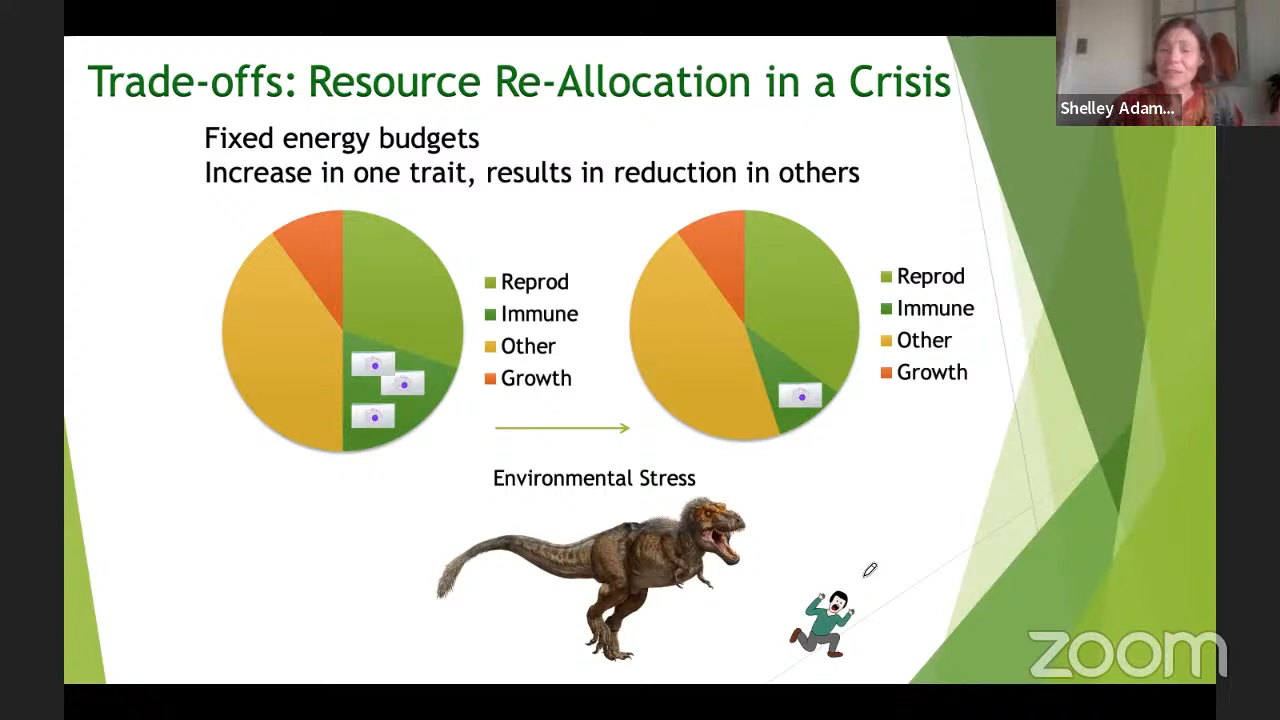 Trade-offs: Resource Re-Allocation in a Crisis
Shelley Adam...
Fixed energy budgets
Increase in one trait, results in reduction in others
Reprod
Immune
Other
Growth
Reprod
Immune
Other
Growth
Environmental Stress
zoom